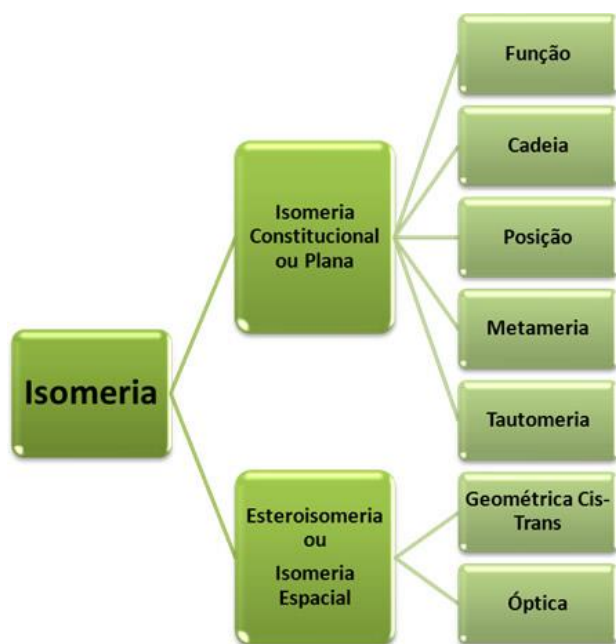 Isomeria
Isomeria
Constitucional
ou Plana
Função
Cadeia
Posição
Metameria
Tautomeria
Esteroisomeria
ou
Isomeria
Espacial
Geométrica Cis-
Trans
Óptica